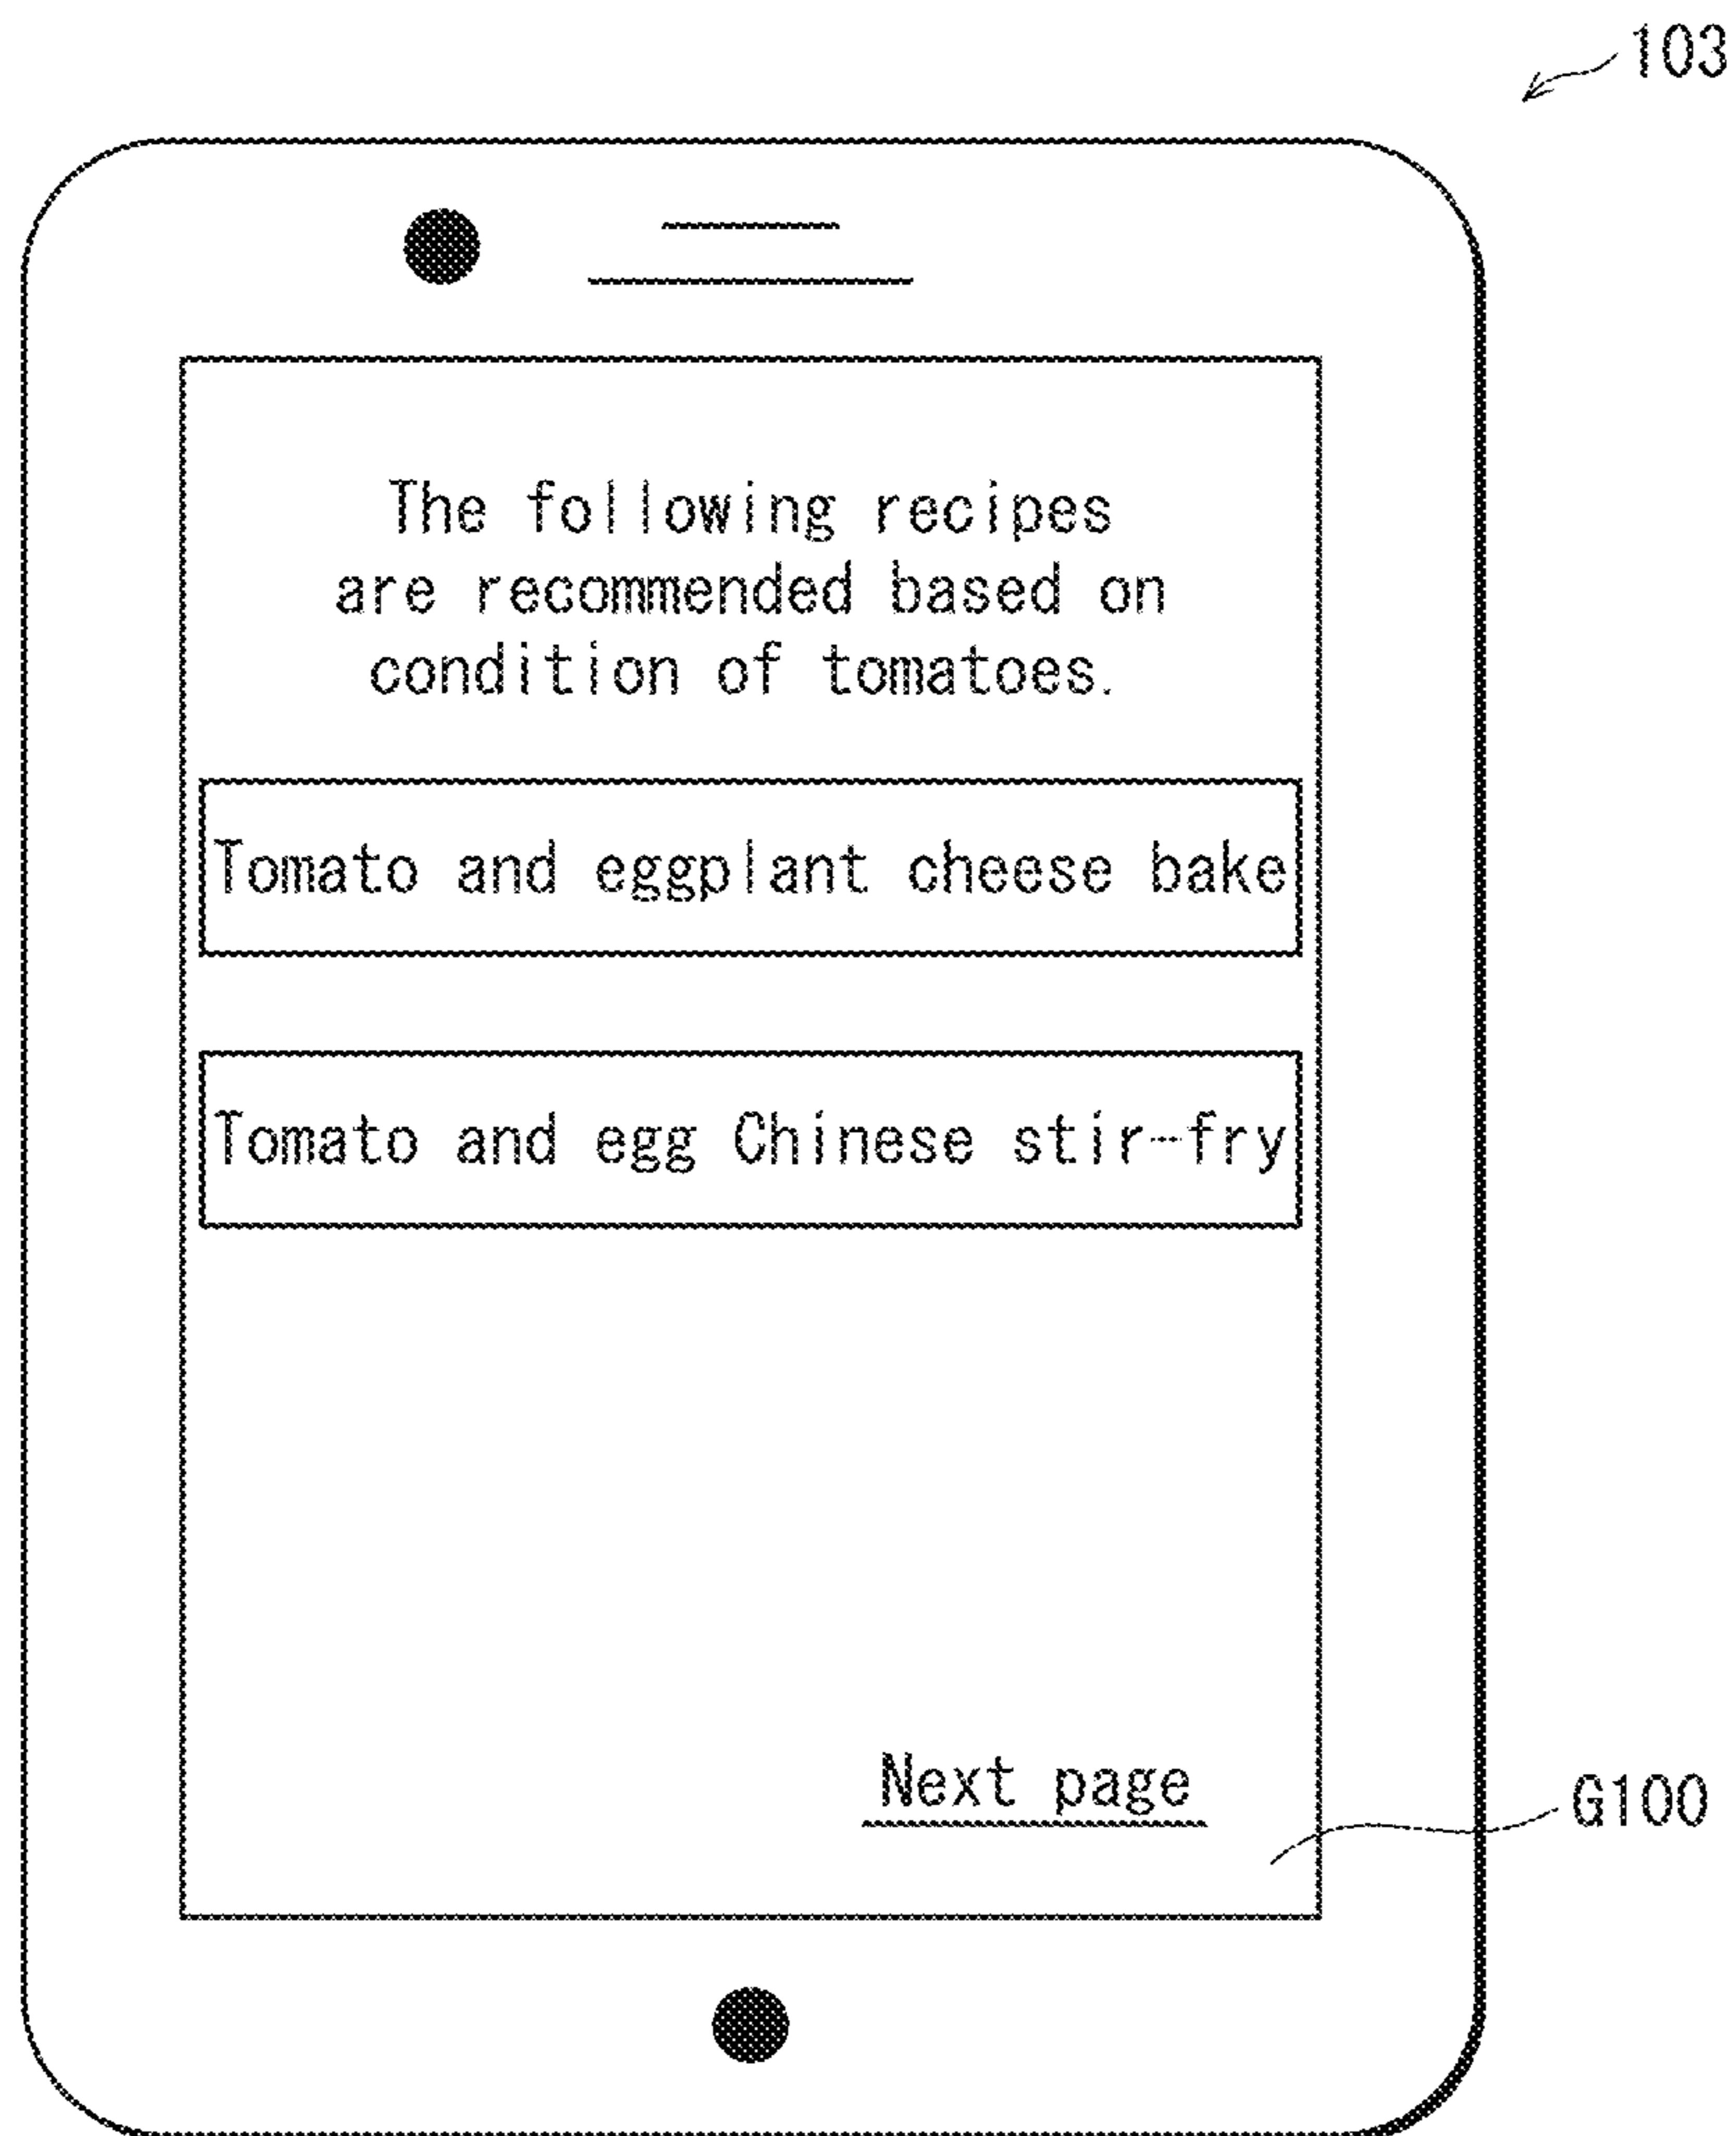 103
The following recipes
are recommended based on
condition of tomatoes.
Tomato and eggplant cheese bake
Tomato and egg Chinese stir-fry
Next page
G100